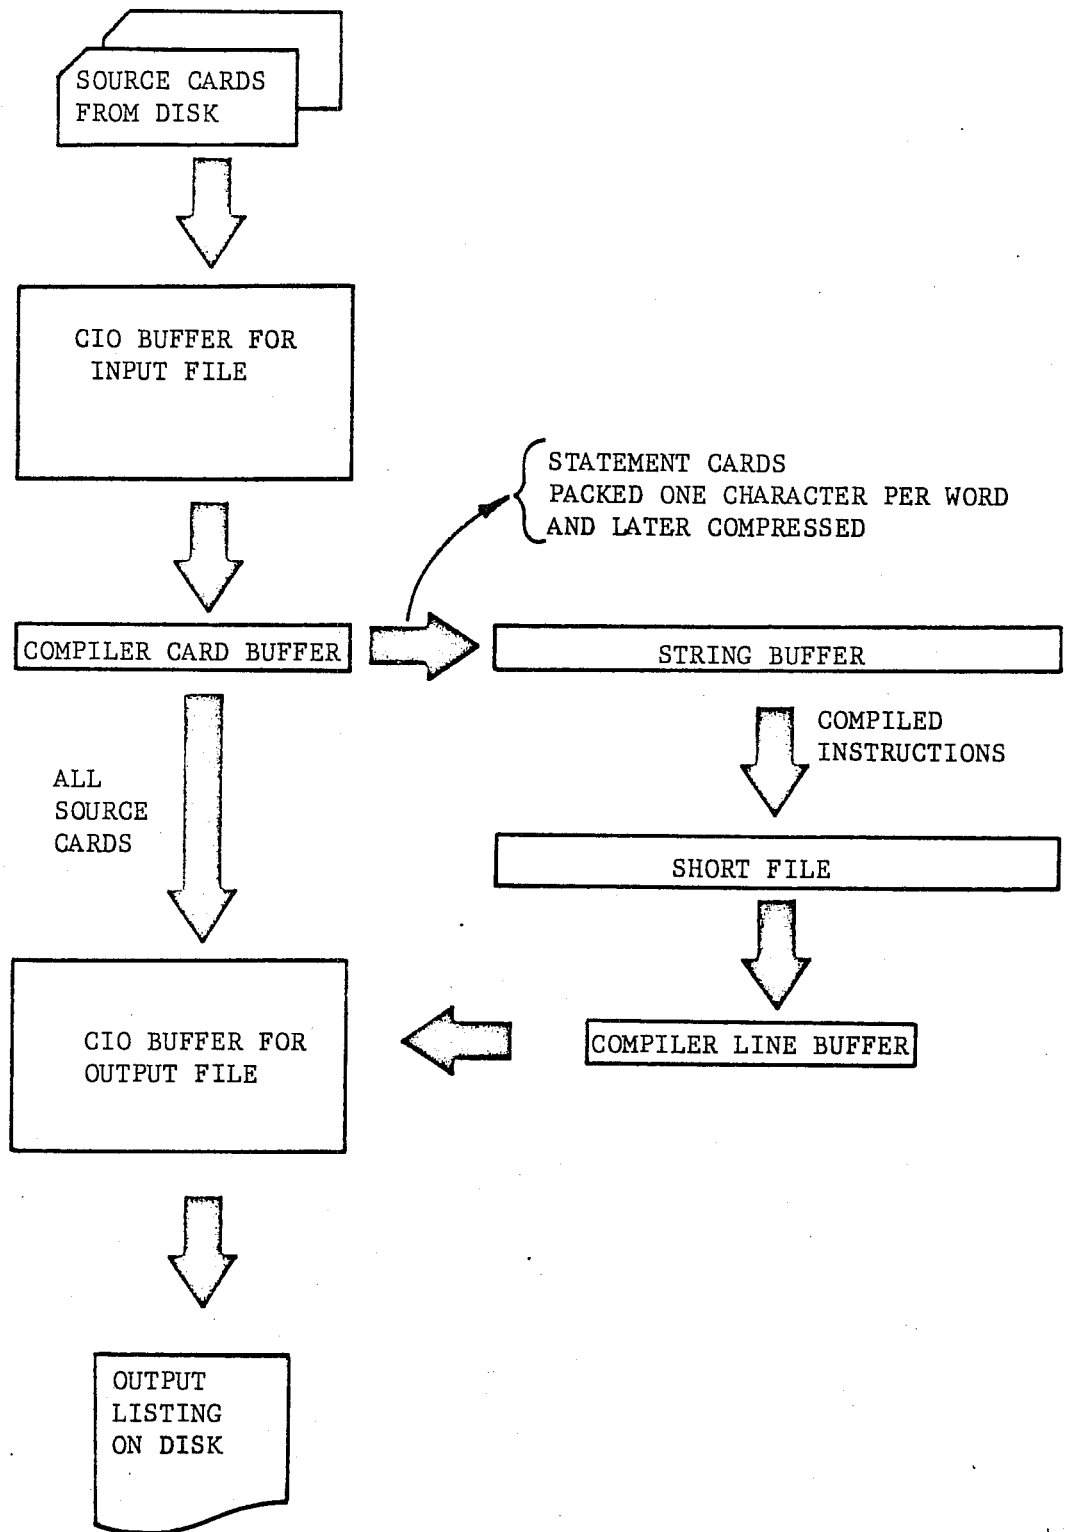 SOURCE CARDS
FROM DISK
CIO BUFFER FOR
INPUT FILE
STATEMENT CARDS
PACKED ONE CHARACTER PER WORD
AND LATER COMPRESSED
COMPILER CARD BUFFER
STRING BUFFER
COMPILED
INSTRUCTIONS
ALL
SOURCE
CARDS
SHORT FILE
CIO BUFFER FOR
OUTPUT FILE
COMPILER LINE BUFFER
OUTPUT
LISTING
ON DISK